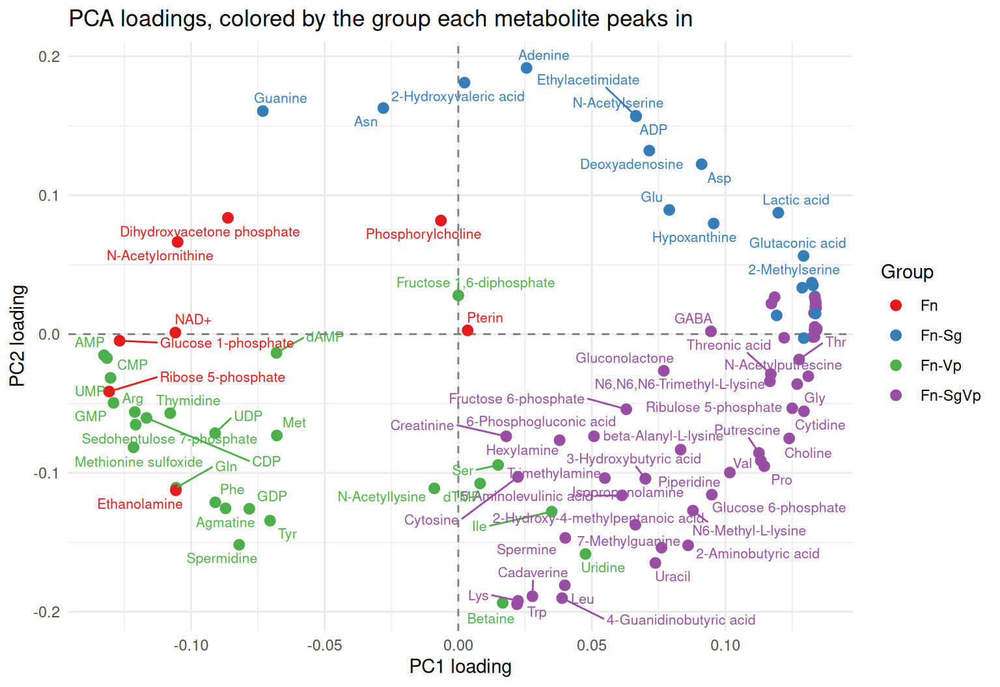 PCA loadings, colored by the group each metabolite peaks in
0.2
0.1
0.0
-0.1
-0.2
PC2 loading
Adenine
Ethylacetimidate
2-Hydroxyvaleric acid
Guanine
N-Acetylserine
Asn
ADP
Deoxyadenosine
Asp
Glu
Lactic acid
Dihydroxyacetone phosphate
Phosphorylcholine
Hypoxanthine
N-Acetylornithine
Glutaconic acid
2-Methylserine
Fructose 1,6-diphosphate
NAD+
Pterin
GABA
AMP
Glucose 1-phosphate
dAMP
Threonic acid
Thr
CMP
Gluconolactone
N-Acetylputrescine
Ribose 5-phosphate
N6,N6,N6-Trimethyl-L-lysine
UMP
Arg
Thymidine
Fructose 6-phosphate
Gly
GMP
UDP
Met
Ribulose 5-phosphate
Creatinine
6-Phosphogluconic acid
Cytidine
Sedoheptulose 7-phosphate
beta-Alanyl-L-lysine
Putrescine
Hexylamine
Choline
Methionine sulfoxide
CDP
3-Hydroxybutyric acid
Val
Gln
Ser
Trimethylamine
Piperidine
Pro
Phe
GDP
N-Acetyllysine
dTMP
5-Aminolevulinic acid
Isopropanolamine
Ethanolamine
Glucose 6-phosphate
Agmatine
Cytosine
Ile
2-Hydroxy-4-methylpentanoic acid
N6-Methyl-L-lysine
Tyr
7-Methylguanine
Spermine
2-Aminobutyric acid
Spermidine
Uridine
Cadaverine
Uracil
Lys
Leu
Trp
Betaine
4-Guanidinobutyric acid
-0.10
-0.05
0.00
0.05
0.10
PC1 loading
Group
Fn
Fn-Sg
Fn-Vp
Fn-SgVp